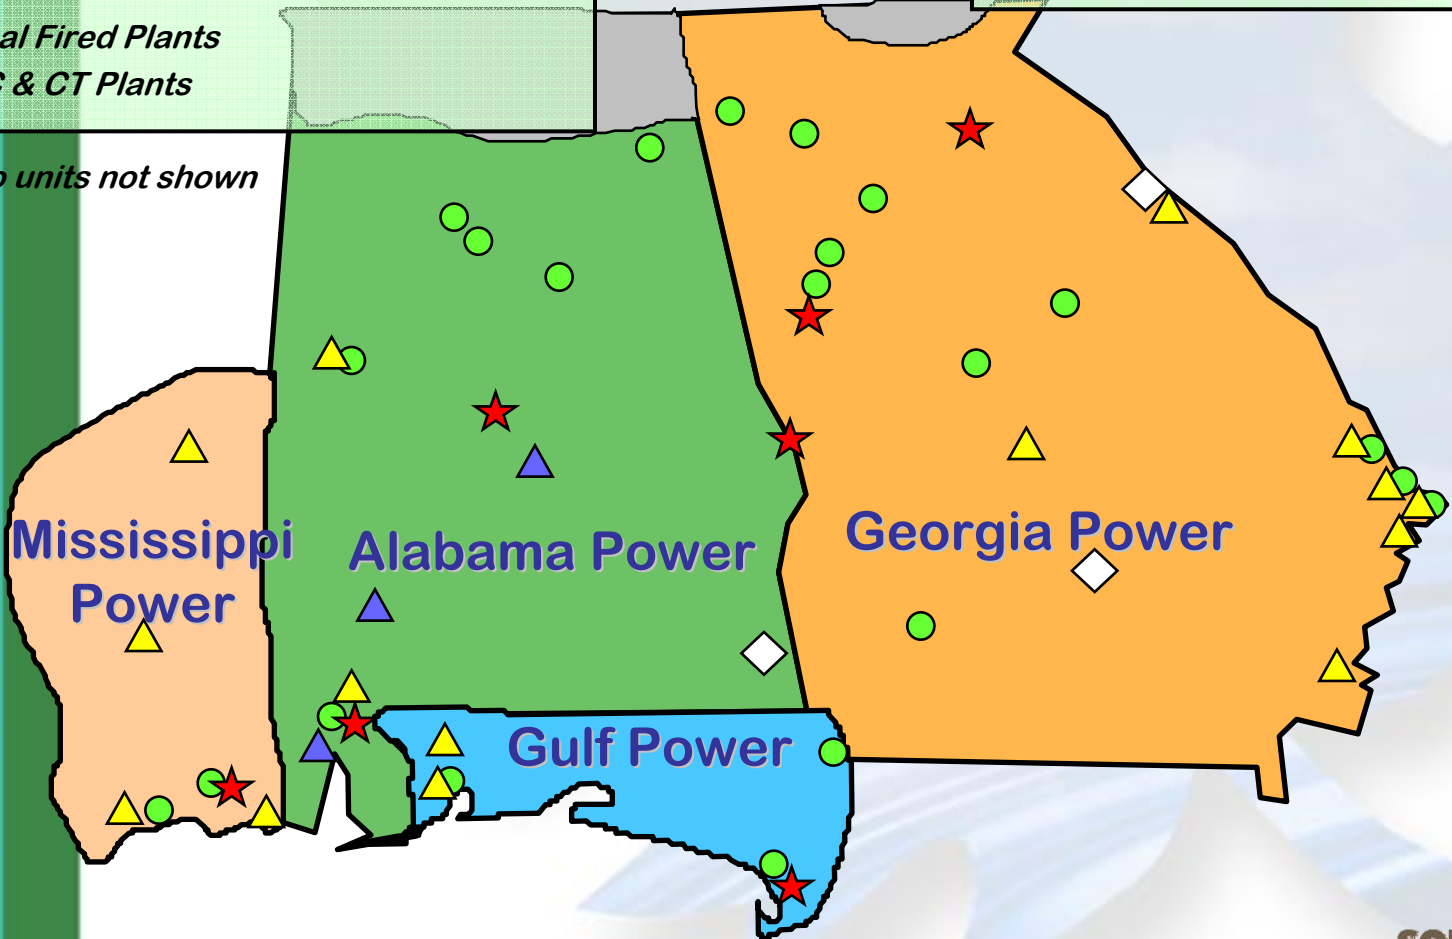 al Fired Plants
& CT Plants
units not shown
Mississippi
Power
Alabama Power
Georgia Power
Gulf Power